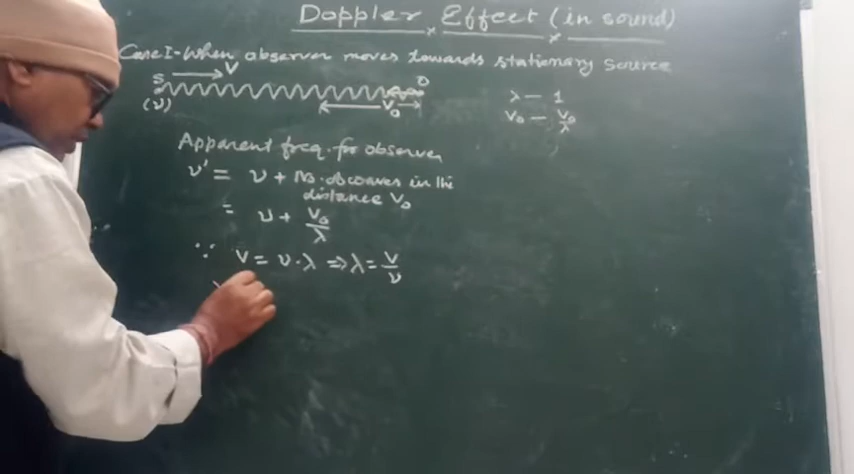 Doppler Effect (in sound)
Case I - When observer moves towards stationary source
S → V O
(ν) V₀
λ — 1
V₀ — V₀/λ
Apparent freq. for observer
ν' = ν + No. of waves in the
distance V₀
= ν + V₀/λ
∵ V = ν · λ ⇒ λ = V/ν